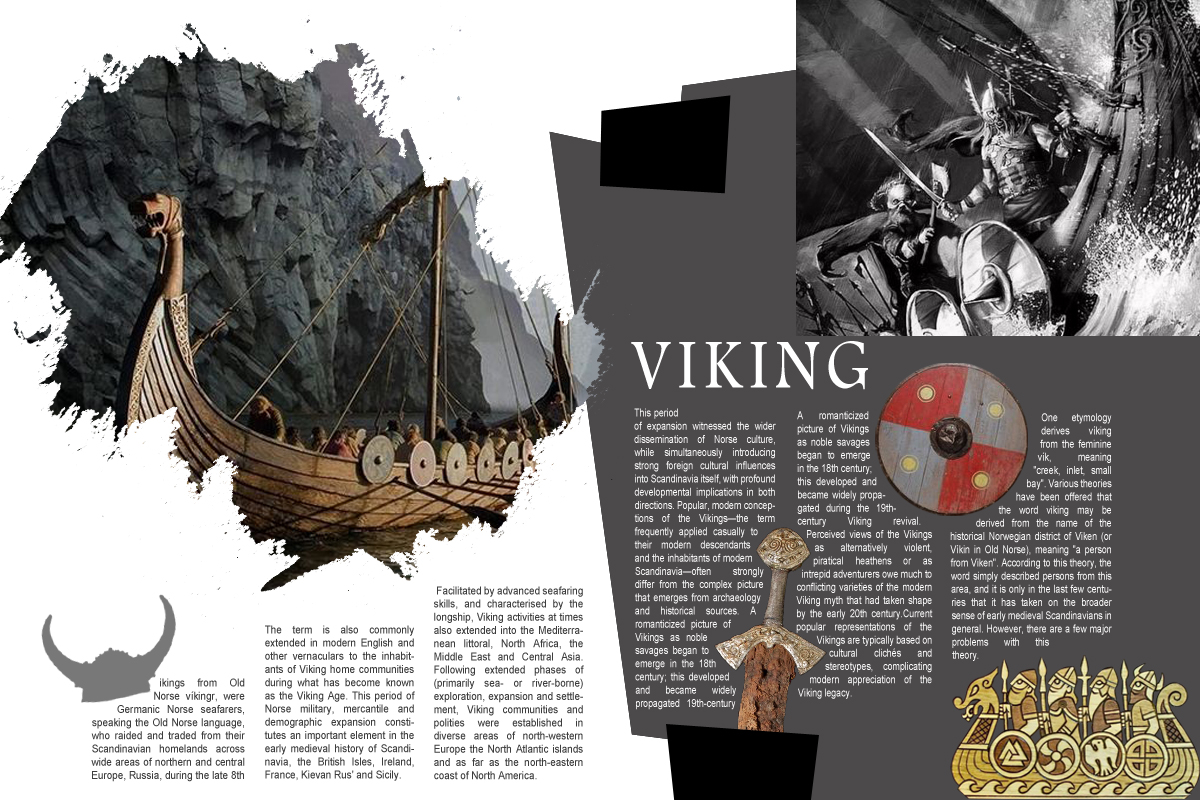 ikings from Old
Norse víkingr, were
Germanic Norse seafarers,
speaking the Old Norse language,
who raided and traded from their
Scandinavian homelands across
wide areas of northern and central
Europe, Russia, during the late 8th
The term is also commonly
extended in modern English and
other vernaculars to the inhabit-
ants of Viking home communities
during what has become known
as the Viking Age. This period of
Norse military, mercantile and
demographic expansion consti-
tutes an important element in the
early medieval history of Scandi-
navia, the British Isles, Ireland,
France, Kievan Rus' and Sicily.
Facilitated by advanced seafaring
skills, and characterised by the
longship, Viking activities at times
also extended into the Mediterra-
nean littoral, North Africa, the
Middle East and Central Asia.
Following extended phases of
(primarily sea- or river-borne)
exploration, expansion and settle-
ment, Viking communities and
polities were established in
diverse areas of north-western
Europe the North Atlantic islands
and as far as the north-eastern
coast of North America.
VIKING
This period
of expansion witnessed the wider
dissemination of Norse culture,
while simultaneously introducing
strong foreign cultural influences
into Scandinavia itself, with profound
developmental implications in both
directions. Popular, modern concep-
tions of the Vikings—the term
frequently applied casually to
their modern descendants
and the inhabitants of modern
Scandinavia—often strongly
differ from the complex picture
that emerges from archaeology
and historical sources. A
romanticized picture of
Vikings as noble
savages began to
emerge in the 18th
century; this developed
and became widely
propagated 19th-century
A romanticized
picture of Vikings
as noble savages
began to emerge
in the 18th century;
this developed and
became widely propa-
gated during the 19th-
century Viking revival.
Perceived views of the Vikings
as alternatively violent,
piratical heathens or as
intrepid adventurers owe much to
conflicting varieties of the modern
Viking myth that had taken shape
by the early 20th century.Current
popular representations of the
Vikings are typically based on
cultural clichés and
stereotypes, complicating
modern appreciation of the
Viking legacy.
One etymology
derives viking
from the feminine
vik, meaning
"creek, inlet, small
bay". Various theories
have been offered that
the word viking may be
derived from the name of the
historical Norwegian district of Viken (or
Vikin in Old Norse), meaning "a person
from Viken". According to this theory, the
word simply described persons from this
area, and it is only in the last few centu-
ries that it has taken on the broader
sense of early medieval Scandinavians in
general. However, there are a few major
problems with this
theory.